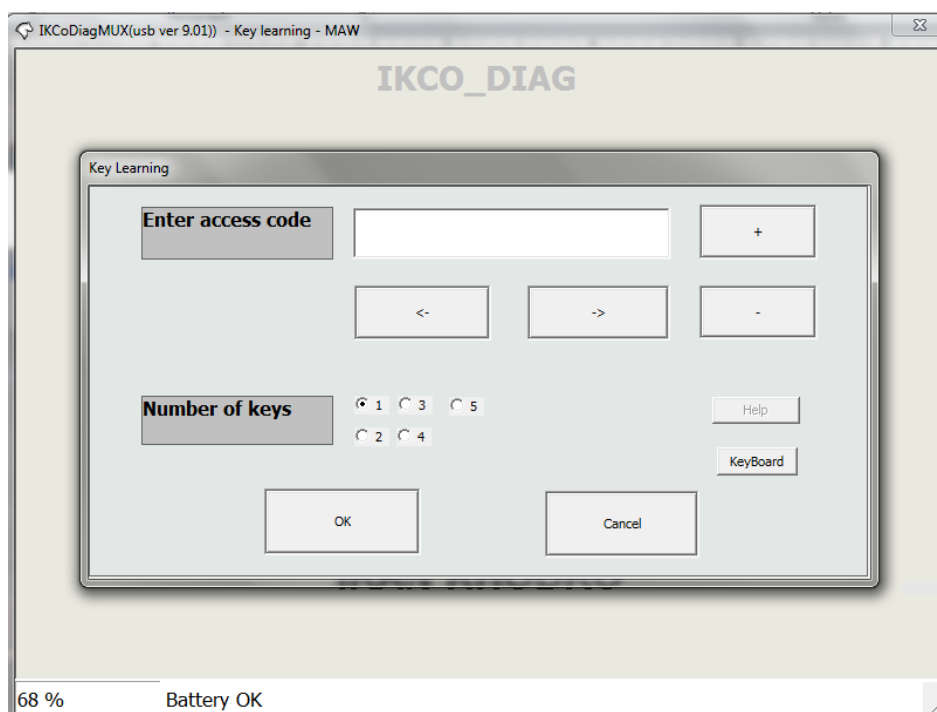 IKCoDiagMUX(usb ver 9.01)) - Key learning - MAW
IKCO_DIAG
Key Learning
Enter access code
+
<-
->
-
Number of keys
1 3 5
2 4
Help
KeyBoard
OK
Cancel
68 %
Battery OK